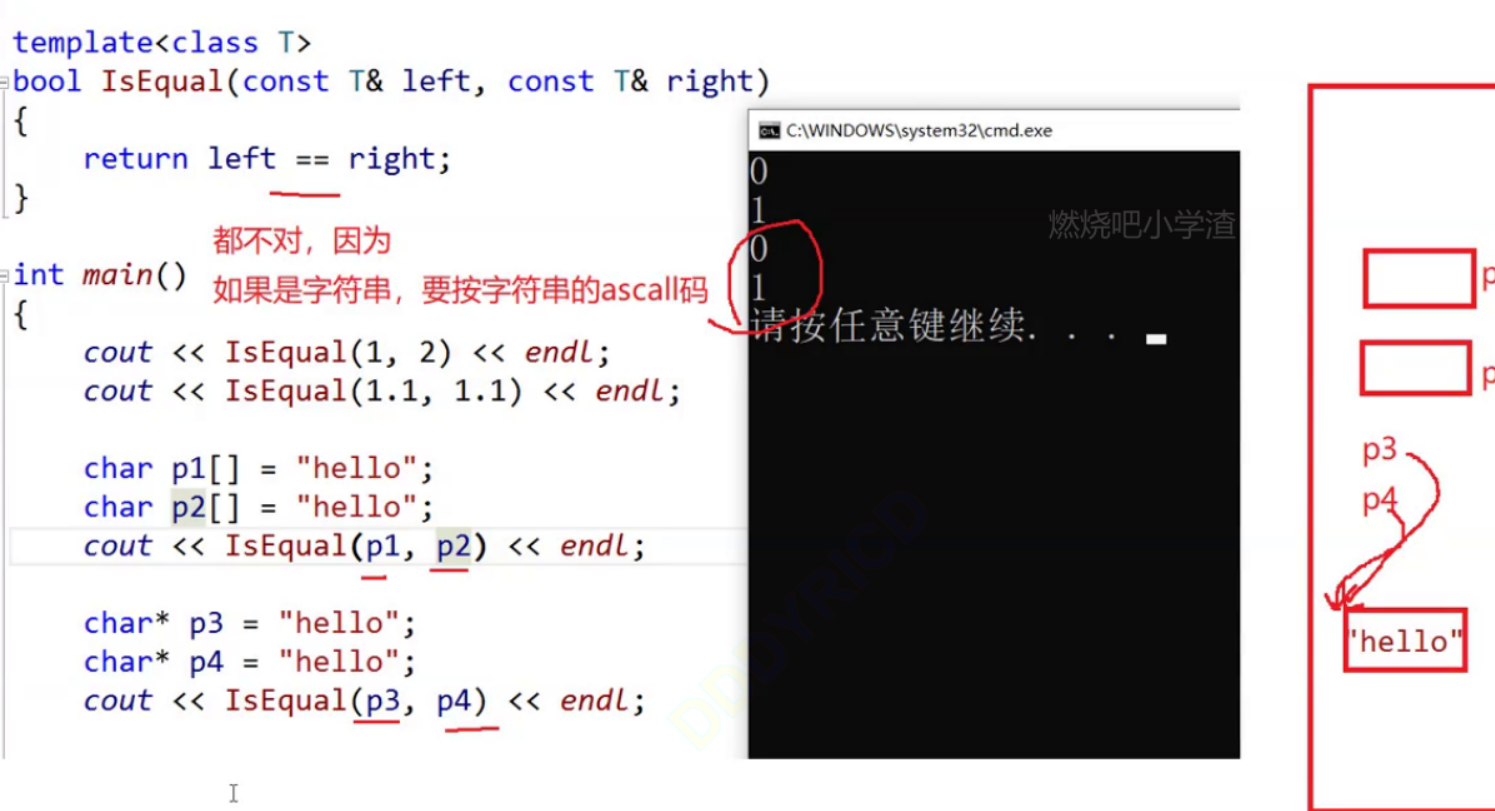 template<class T>
bool IsEqual(const T& left, const T& right)
{
    return left == right;
}
都不对，因为
如果是字符串，要按字符串的ascall码
int main()
{
    cout << IsEqual(1, 2) << endl;
    cout << IsEqual(1.1, 1.1) << endl;
    char p1[] = "hello";
    char p2[] = "hello";
    cout << IsEqual(p1, p2) << endl;
    char* p3 = "hello";
    char* p4 = "hello";
    cout << IsEqual(p3, p4) << endl;
C:\WINDOWS\system32\cmd.exe
0
1
0
1
请按任意键继续. . .
燃烧吧小学渣
DDDYRICD
p
p
p3
p4
"hello"